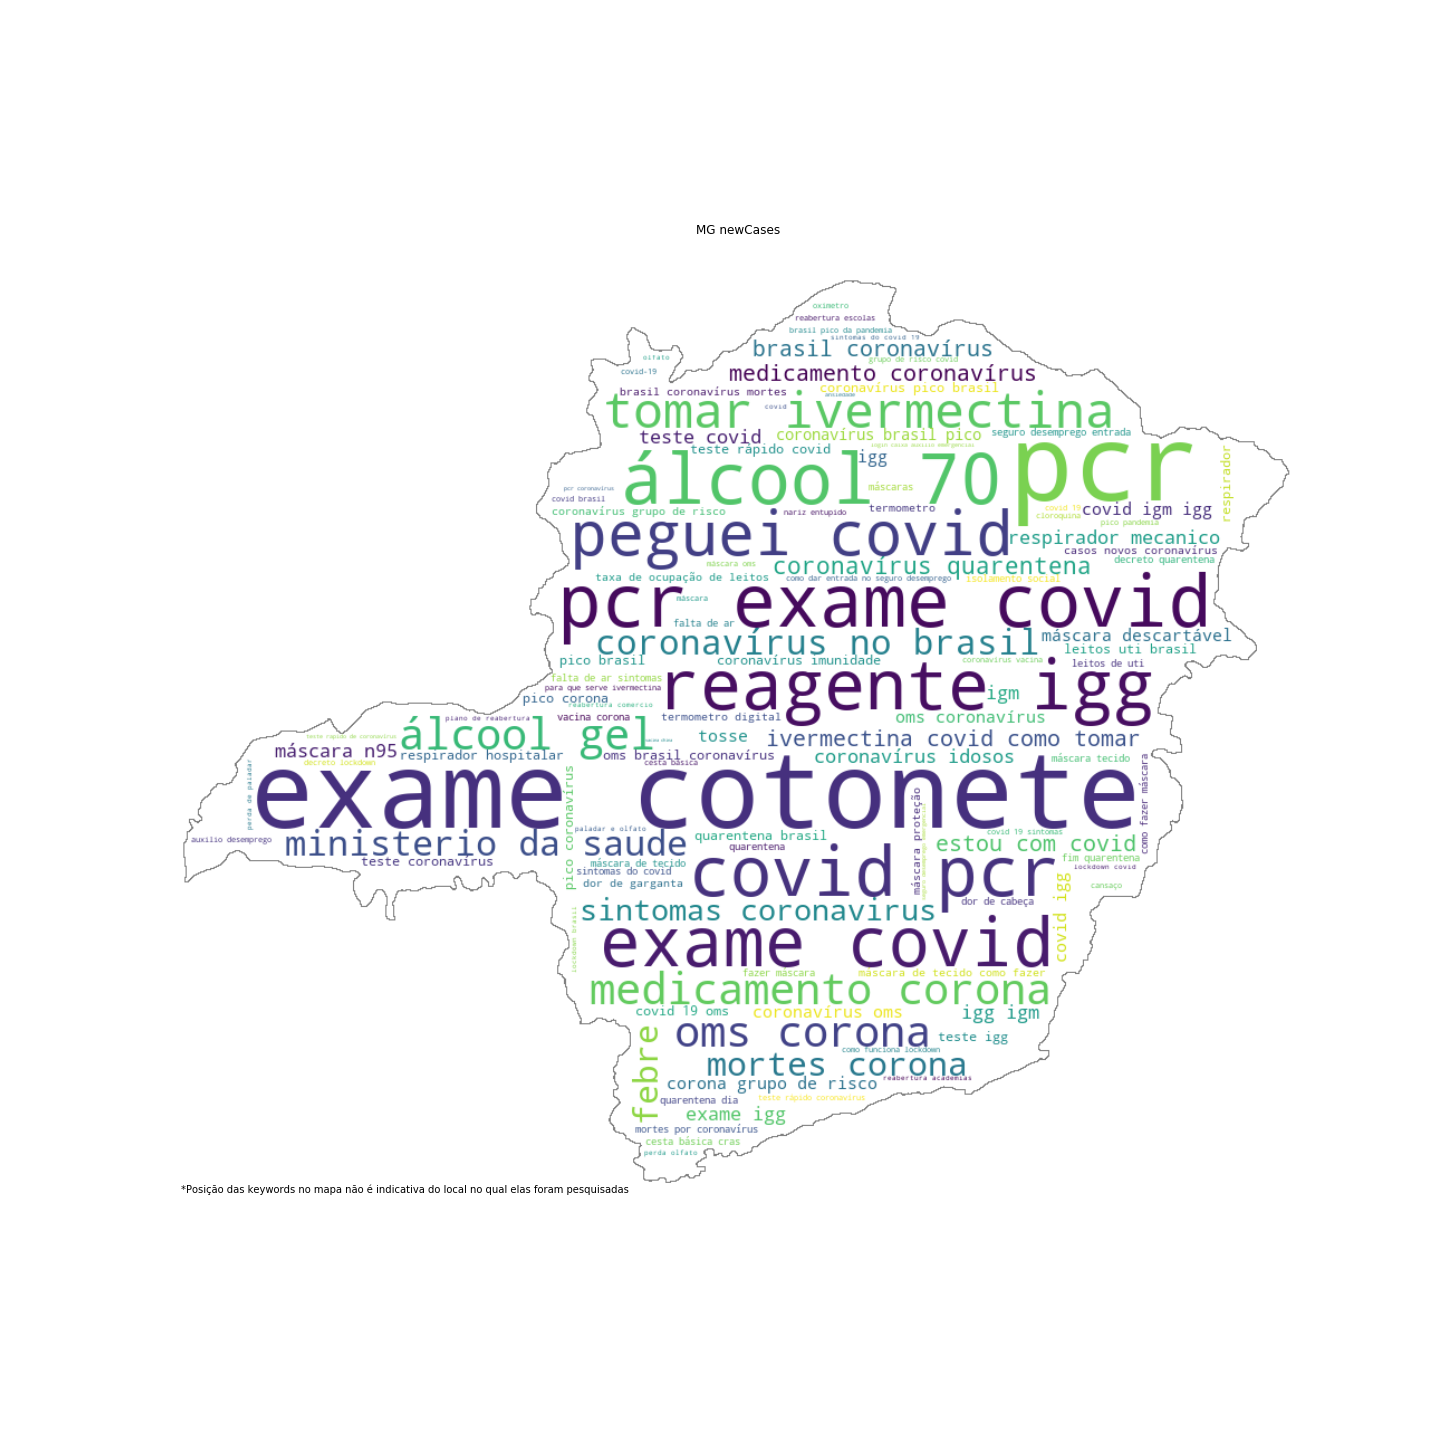 MG newCases
oximetro
reabertura escolas
brasil pico da pandemia
sintomas do covid 19
brasil coronavírus
olfato
grupo de risco covid
covid-19
medicamento coronavírus
brasil coronavírus mortes
coronavírus pico brasil
ansiedade
tomar ivermectina
covid
teste covid
coronavírus brasil pico
seguro desemprego entrada
teste rápido covid
igg
pcr
álcool 70
respirador
máscaras
pcr coronavírus
covid brasil
coronavírus grupo de risco
nariz entupido
termometro
covid 19
covid igm igg
cloroquina
pico pandemia
peguei covid
respirador mecanico
casos novos coronavírus
máscara oms
coronavírus quarentena
decreto quarentena
taxa de ocupação de leitos
como dar entrada no seguro desemprego
isolamento social
pcr exame covid
máscara
falta de ar
coronavírus no brasil
máscara descartável
leitos uti brasil
pico brasil
coronavírus imunidade
coronavirus vacina
leitos de uti
falta de ar sintomas
para que serve ivermectina
reagente igg
igm
pico corona
reabertura comercio
plano de reabertura
vacina corona
termometro digital
oms coronavírus
álcool gel
teste rapido de coronavírus
tosse
ivermectina covid como tomar
máscara n95
respirador hospitalar
oms brasil coronavírus
coronavírus idosos
máscara tecido
decreto lockdown
cesta básica
perda de paladar
exame cotonete
pico coronavírus
máscara proteção
como fazer máscara
auxilio desemprego
ministerio da saude
paladar e olfato
quarentena brasil
covid 19 sintomas
estou com covid
quarentena
teste coronavírus
máscara de tecido
fim quarentena
sintomas do covid
lockdown covid
dor de garganta
covid pcr
cansaço
covid igg
dor de cabeça
sintomas coronavirus
lockdown brasil
exame covid
fazer máscara
máscara de tecido como fazer
medicamento corona
covid 19 oms
coronavírus oms
igg igm
febre
oms corona
teste igg
como funciona lockdown
mortes corona
reabertura academias
corona grupo de risco
quarentena dia
teste rápido coronavírus
exame igg
mortes por coronavírus
cesta básica cras
perda olfato
*Posição das keywords no mapa não é indicativa do local no qual elas foram pesquisadas